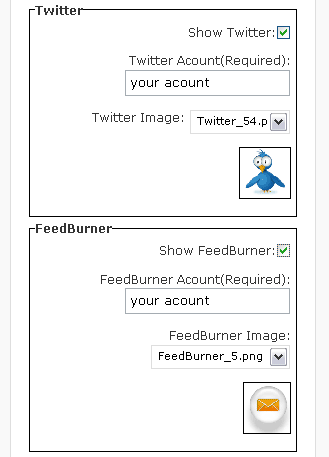 Twitter
Show Twitter:
Twitter Acount(Required):
your acount
Twitter Image: Twitter_54.p
FeedBurner
Show FeedBurner:
FeedBurner Acount(Required):
your acount
FeedBurner Image:
FeedBurner_5.png